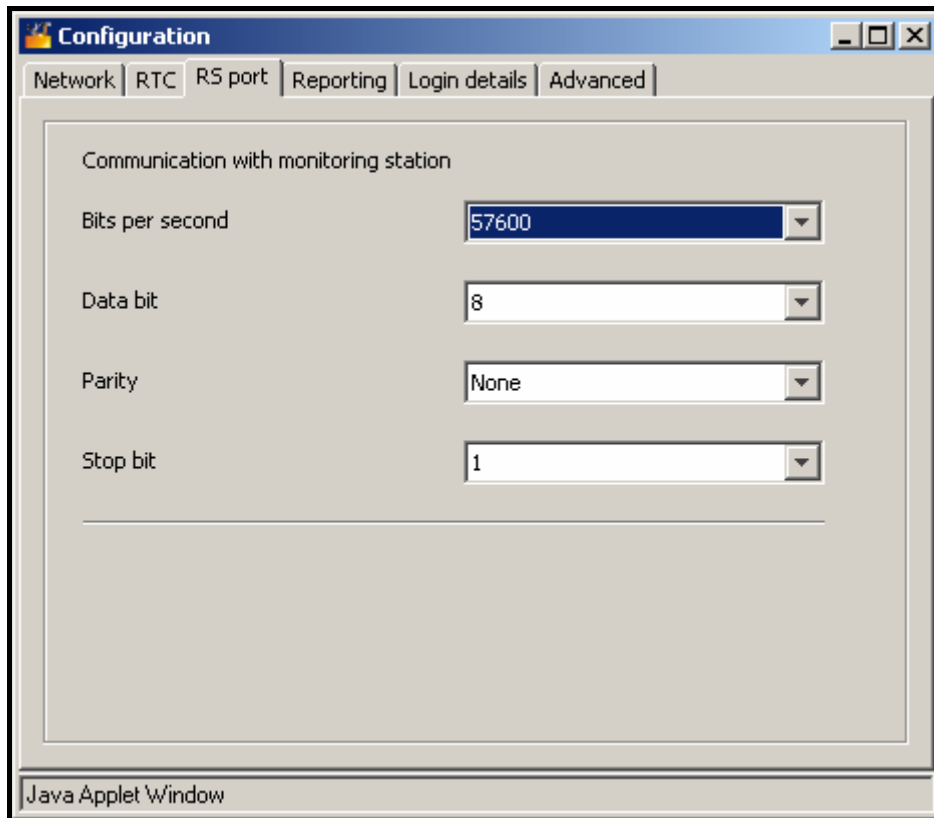 Configuration
Network RTC RS port Reporting Login details Advanced
Communication with monitoring station
Bits per second 57600
Data bit 8
Parity None
Stop bit 1
Java Applet Window